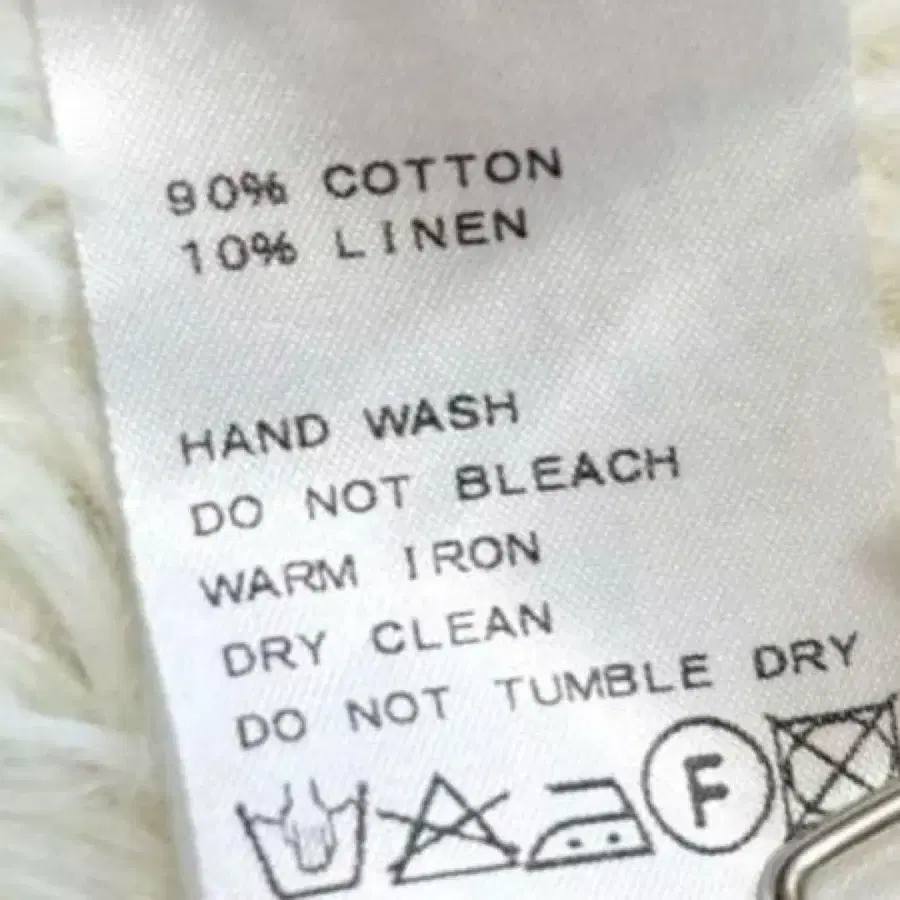 90% COTTON
10% LINEN
HAND WASH
DO NOT BLEACH
WARM IRON
DRY CLEAN
DO NOT TUMBLE DRY
F